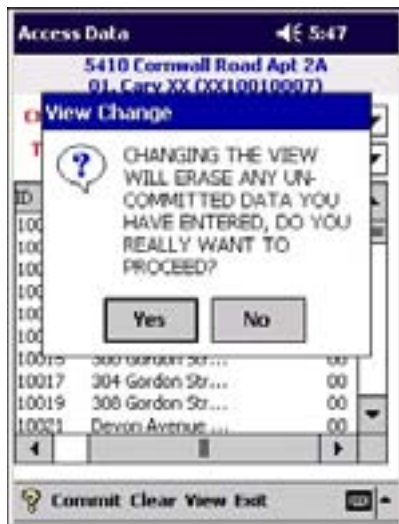 Access Data 5:47
5410 Cornwall Road Apt 2A
01, Cary XX (XX10010007)
View Change
CHANGING THE VIEW
WILL ERASE ANY UN-
COMMITTED DATA YOU
HAVE ENTERED, DO YOU
REALLY WANT TO
PROCEED?
Yes No
ID
10015 300 Gordon Str... 00
10017 304 Gordon Str... 00
10019 308 Gordon Str... 00
10021 Devon Avenue ... 00
Commit Clear View Exit